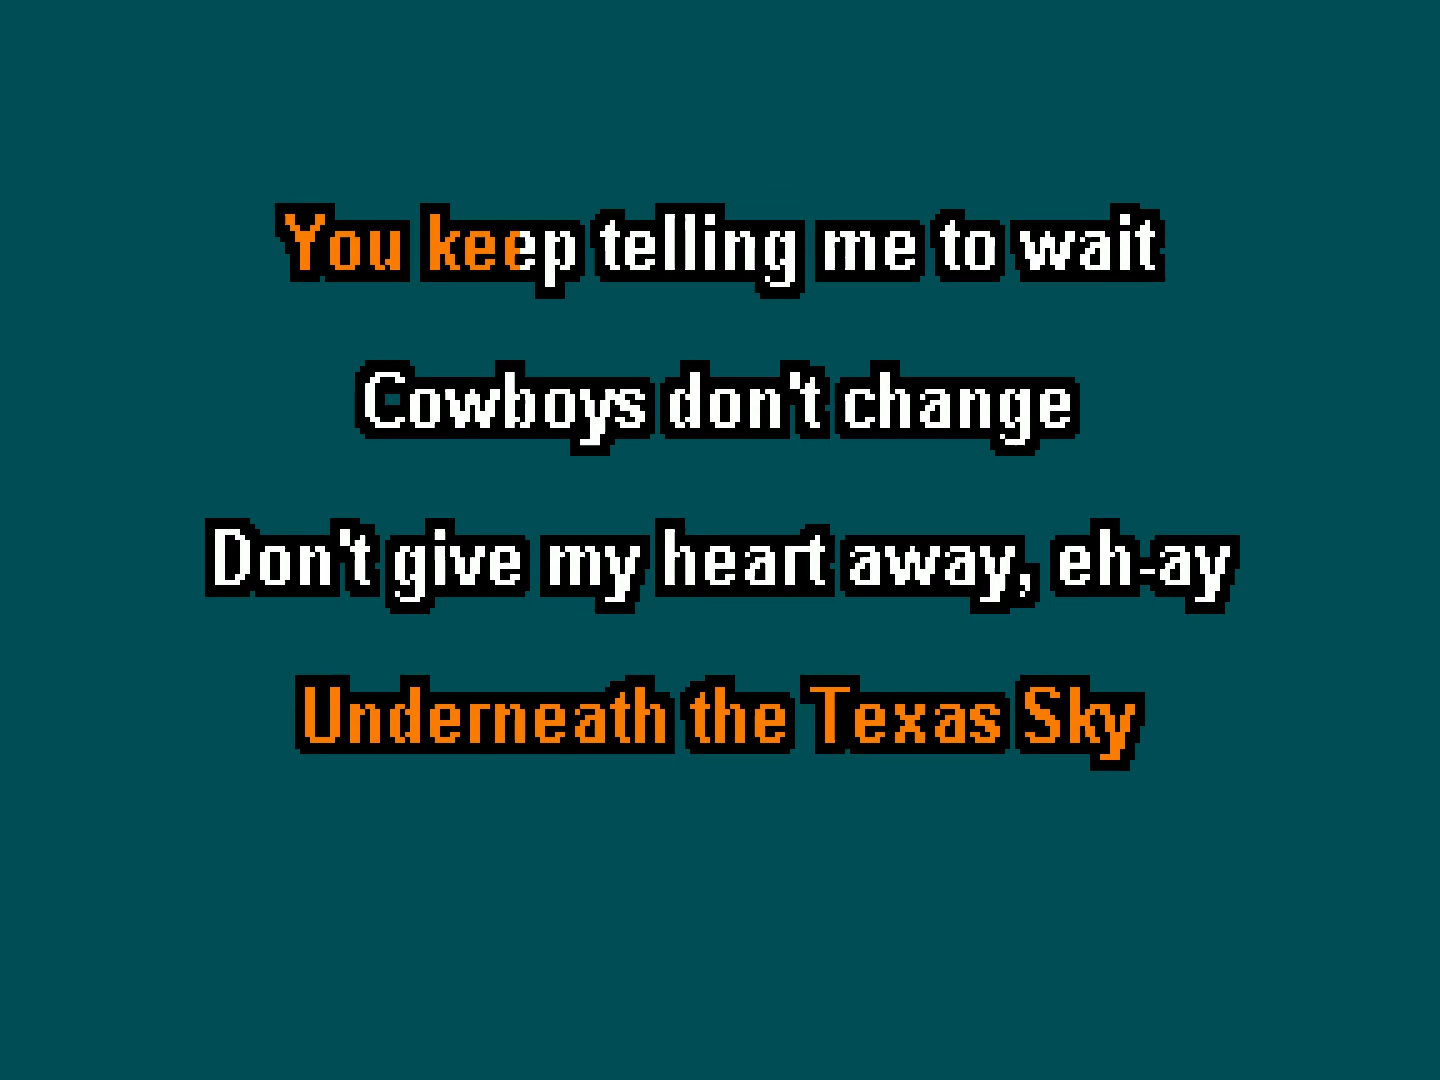 You keep telling me to wait
Cowboys don't change
Don't give my heart away, eh-ay
Underneath the Texas Sky